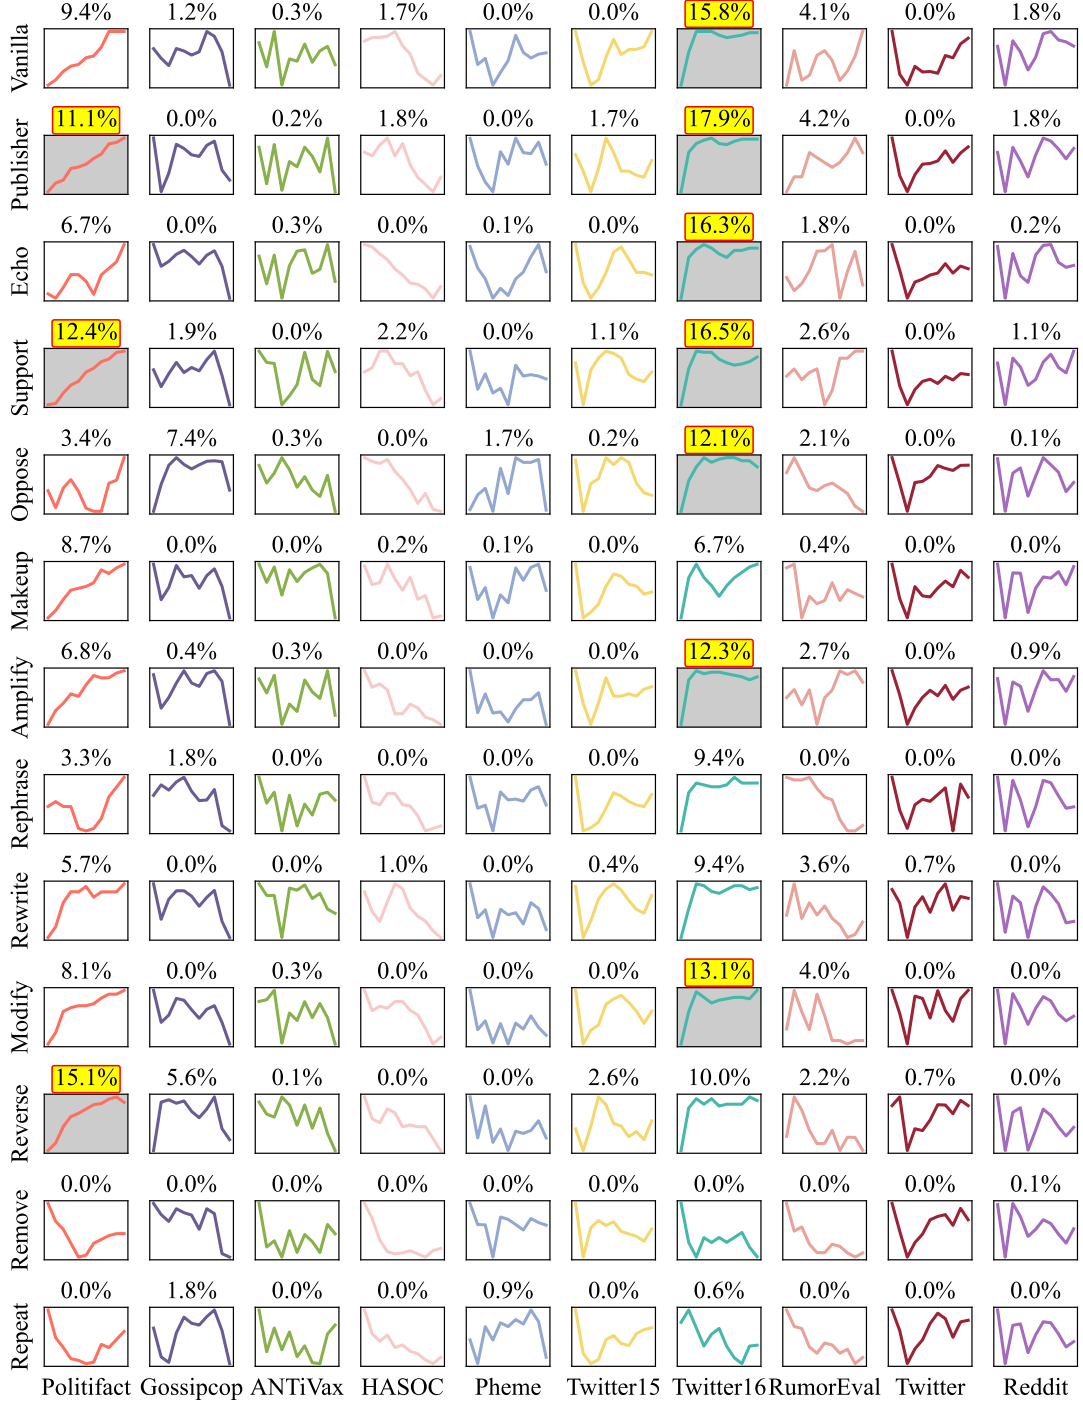 9.4% 1.2% 0.3% 1.7% 0.0% 0.0% 15.8% 4.1% 0.0% 1.8%
Vanilla
11.1% 0.0% 0.2% 1.8% 0.0% 1.7% 17.9% 4.2% 0.0% 1.8%
Publisher
6.7% 0.0% 0.3% 0.0% 0.1% 0.0% 16.3% 1.8% 0.0% 0.2%
Echo
12.4% 1.9% 0.0% 2.2% 0.0% 1.1% 16.5% 2.6% 0.0% 1.1%
Support
3.4% 7.4% 0.3% 0.0% 1.7% 0.2% 12.1% 2.1% 0.0% 0.1%
Oppose
8.7% 0.0% 0.0% 0.2% 0.1% 0.0% 6.7% 0.4% 0.0% 0.0%
Makeup
6.8% 0.4% 0.3% 0.0% 0.0% 0.0% 12.3% 2.7% 0.0% 0.9%
Amplify
3.3% 1.8% 0.0% 0.0% 0.0% 0.0% 9.4% 0.0% 0.0% 0.0%
Rephrase
5.7% 0.0% 0.0% 1.0% 0.0% 0.4% 9.4% 3.6% 0.7% 0.0%
Rewrite
8.1% 0.0% 0.3% 0.0% 0.0% 0.0% 13.1% 4.0% 0.0% 0.0%
Modify
15.1% 5.6% 0.1% 0.0% 0.0% 2.6% 10.0% 2.2% 0.7% 0.0%
Reverse
0.0% 0.0% 0.0% 0.0% 0.0% 0.0% 0.0% 0.0% 0.0% 0.1%
Remove
0.0% 1.8% 0.0% 0.0% 0.9% 0.0% 0.6% 0.0% 0.0% 0.0%
Repeat
Politifact Gossipcop ANTiVax HASOC Pheme Twitter15 Twitter16 RumorEval Twitter Reddit